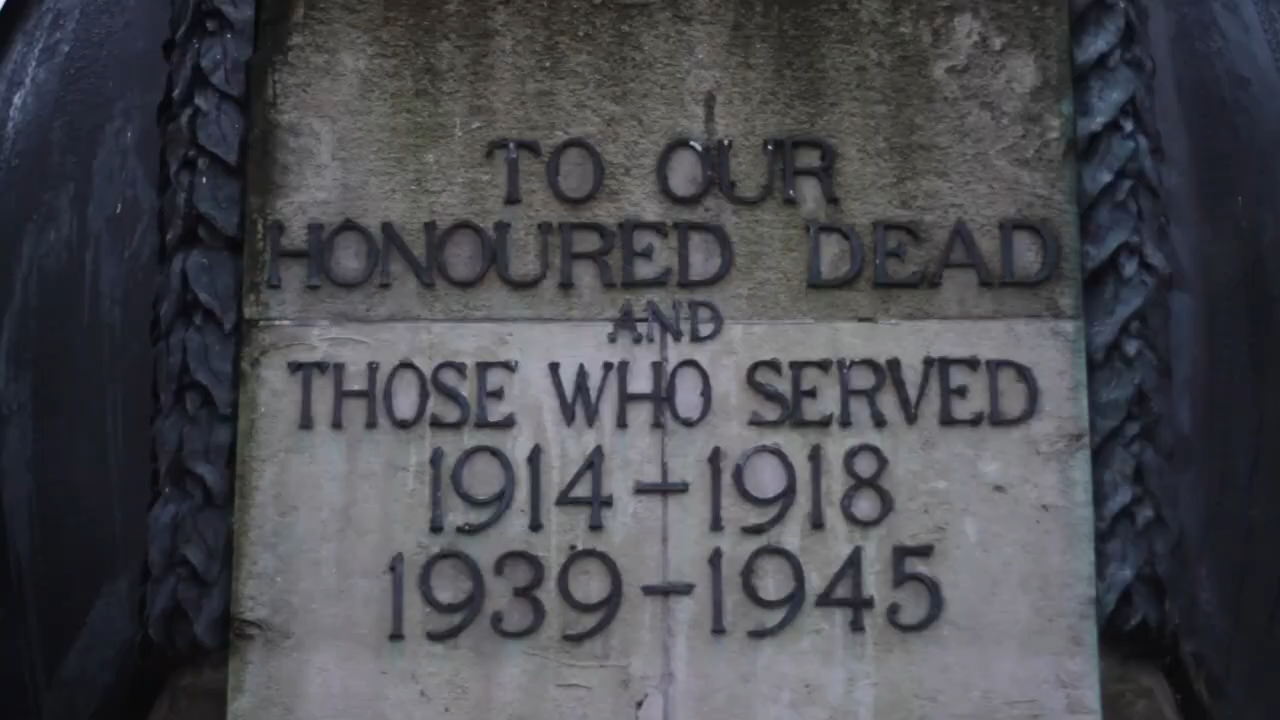 TO OUR
HONOURED DEAD
AND
THOSE WHO SERVED
1914-1918
1939-1945